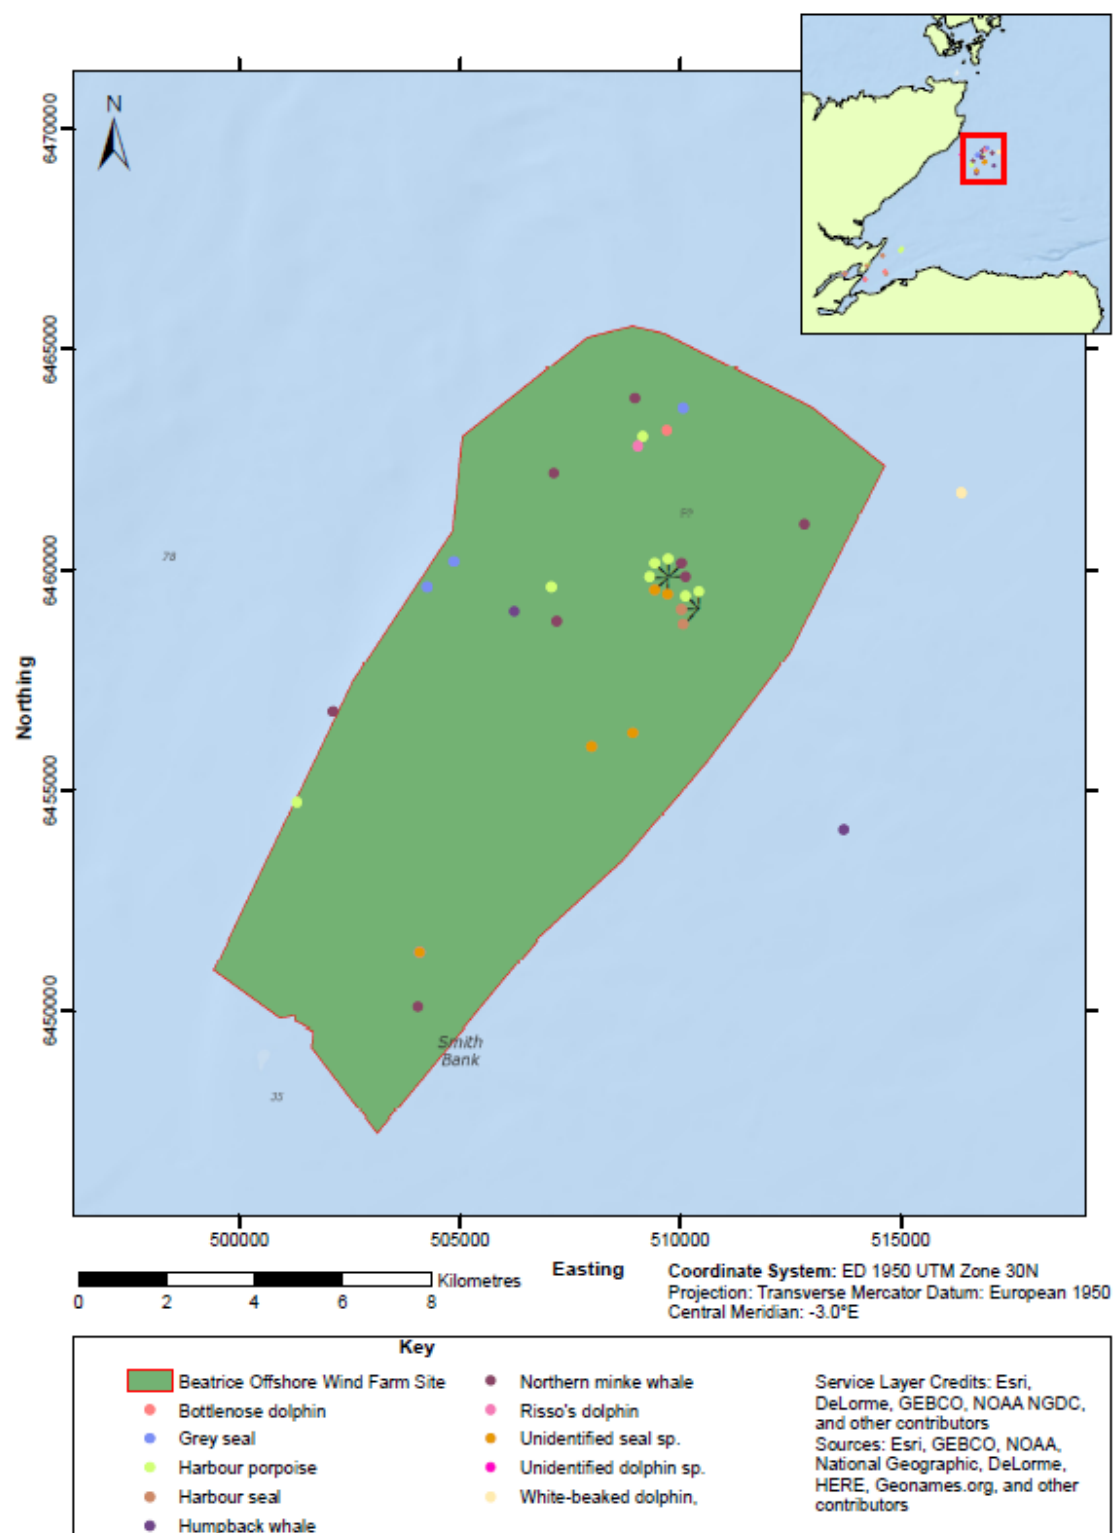 N
6470000
6465000
6460000
6455000
6450000
Northing
78
59
Smith
Bank
35
500000
505000
510000
515000
Easting
Kilometres
0 2 4 6 8
Coordinate System: ED 1950 UTM Zone 30N
Projection: Transverse Mercator Datum: European 1950
Central Meridian: -3.0°E
Key
Beatrice Offshore Wind Farm Site
Bottlenose dolphin
Grey seal
Harbour porpoise
Harbour seal
Humpback whale
Northern minke whale
Risso's dolphin
Unidentified seal sp.
Unidentified dolphin sp.
White-beaked dolphin,
Service Layer Credits: Esri,
DeLorme, GEBCO, NOAA NGDC,
and other contributors
Sources: Esri, GEBCO, NOAA,
National Geographic, DeLorme,
HERE, Geonames.org, and other
contributors